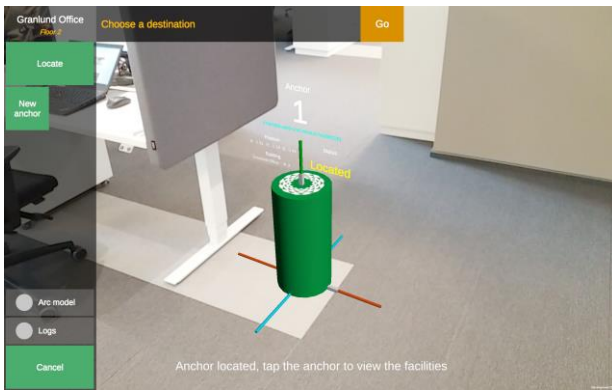 Granlund Office
Floor 2
Choose a destination
Go
Locate
New
anchor
Anchor
1
Located
Arc model
Logs
Cancel
Anchor located, tap the anchor to view the facilities